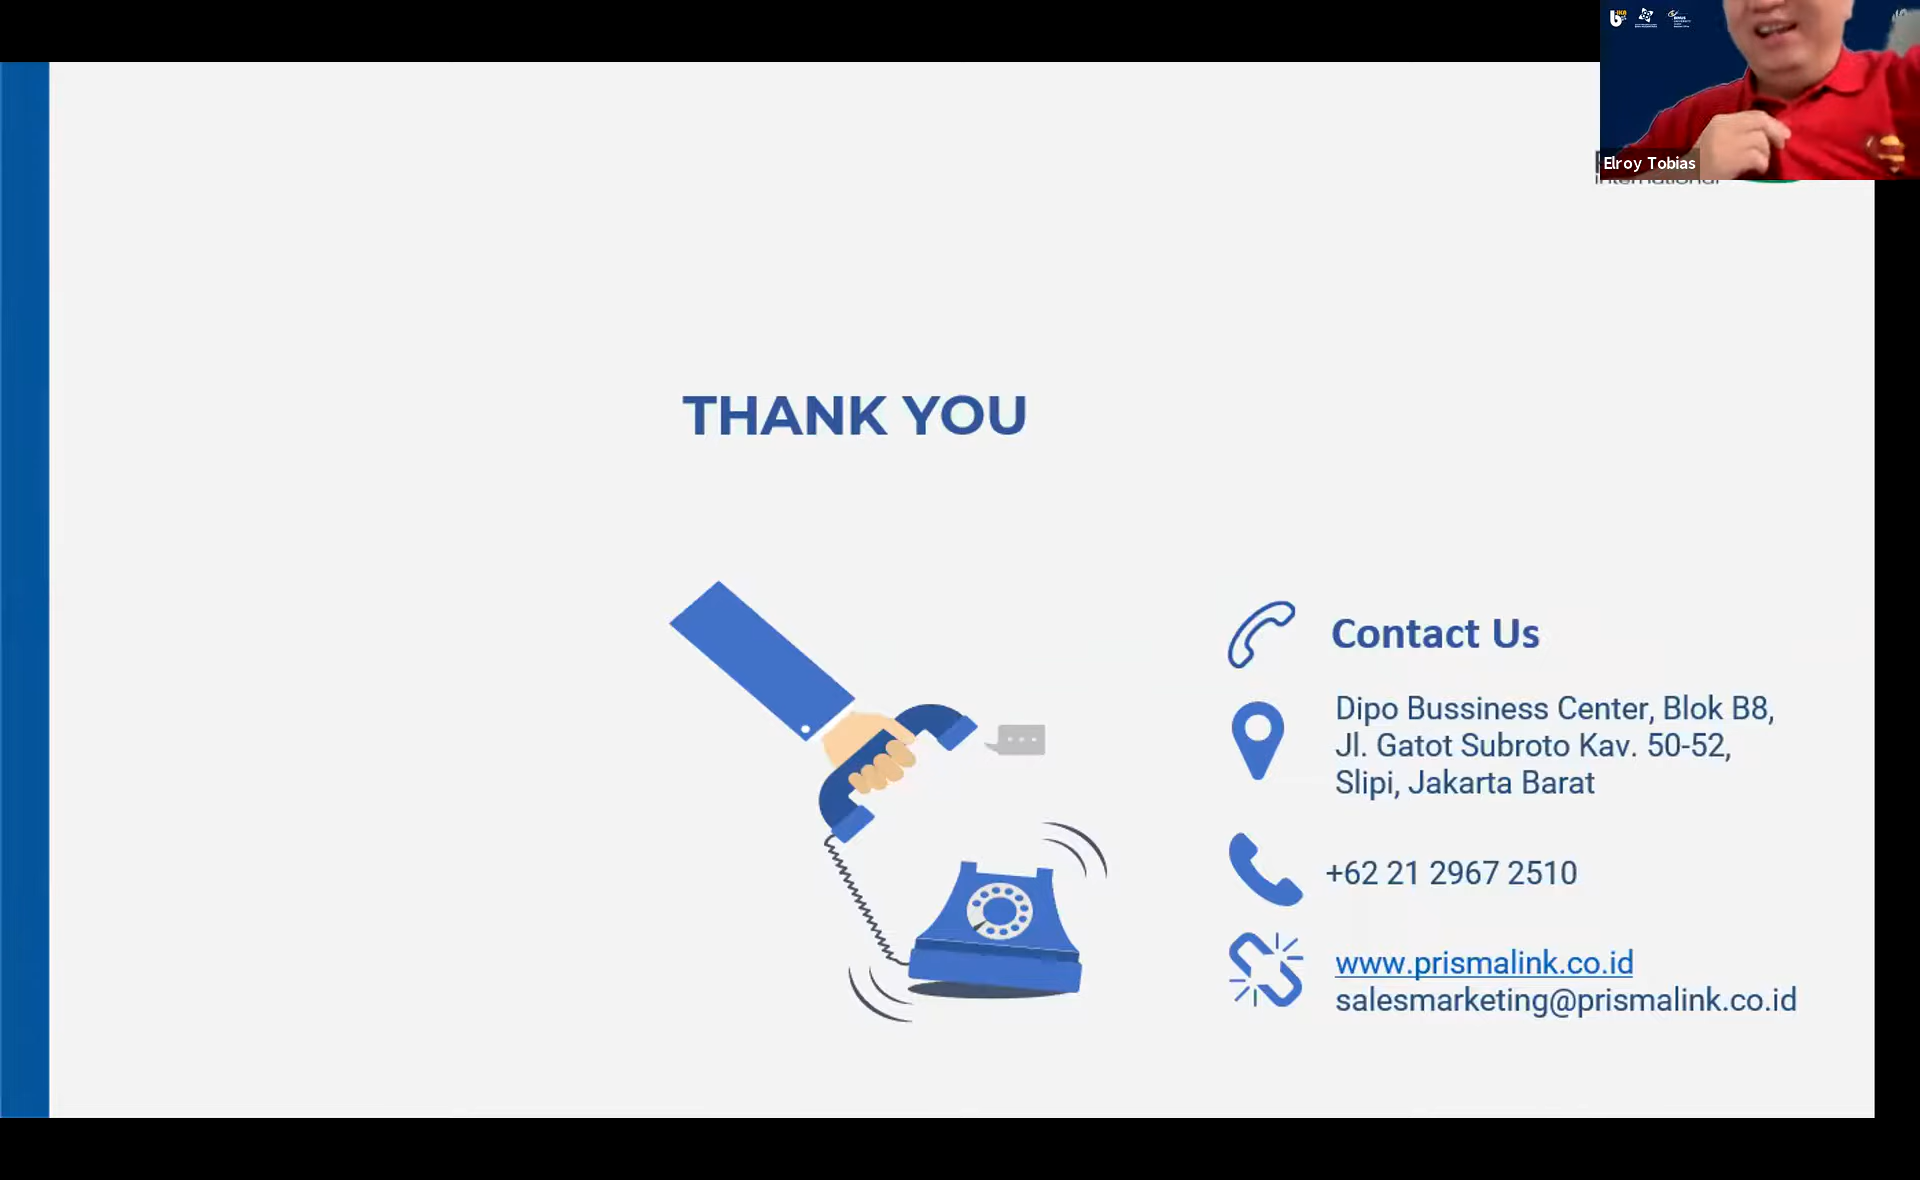 Elroy Tobias
International
THANK YOU
Contact Us
Dipo Bussiness Center, Blok B8,
Jl. Gatot Subroto Kav. 50-52,
Slipi, Jakarta Barat
+62 21 2967 2510
www.prismalink.co.id
salesmarketing@prismalink.co.id